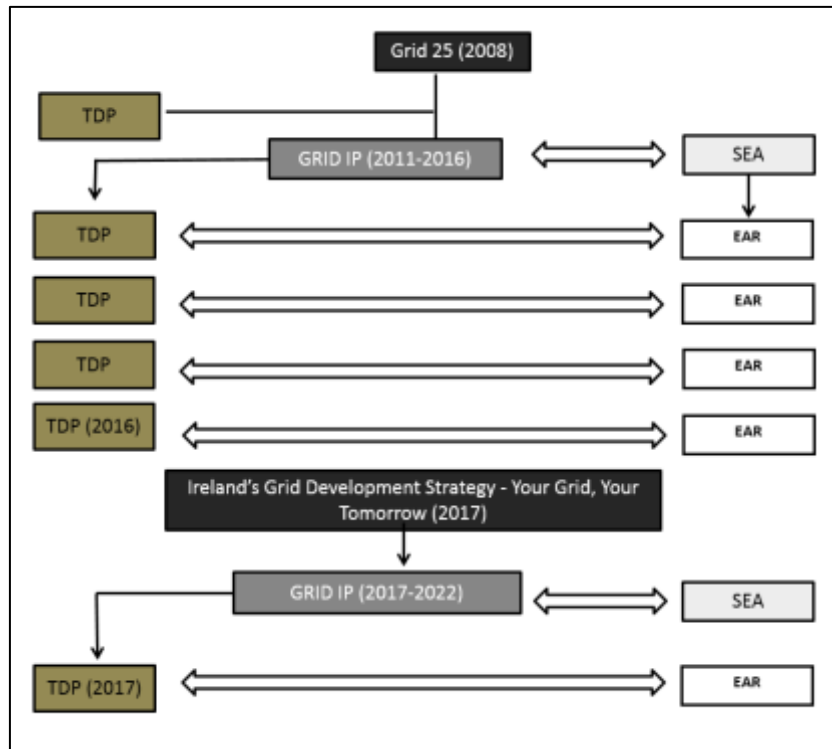 Grid 25 (2008)
TDP
GRID IP (2011-2016)
SEA
TDP
EAR
TDP
EAR
TDP
EAR
TDP (2016)
EAR
Ireland’s Grid Development Strategy - Your Grid, Your
Tomorrow (2017)
GRID IP (2017-2022)
SEA
TDP (2017)
EAR